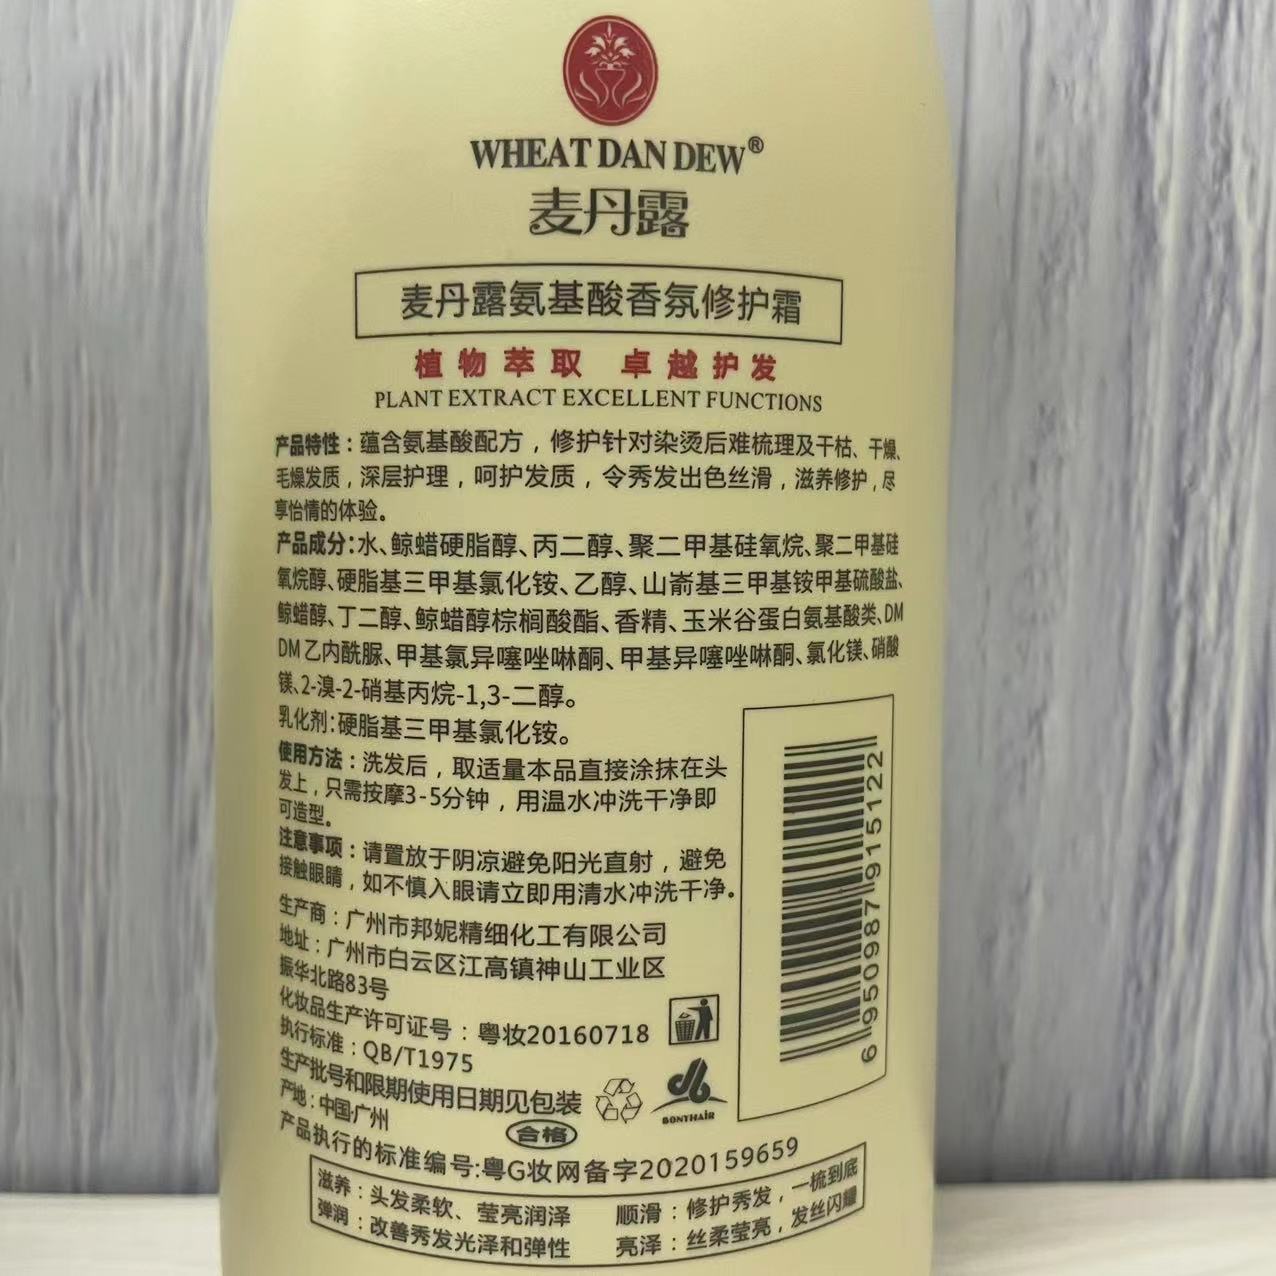 WHEAT DAN DEW®
麦丹露
麦丹露氨基酸香氛修护霜
植物萃取 卓越护发
PLANT EXTRACT EXCELLENT FUNCTIONS
产品特性：蕴含氨基酸配方，修护针对染烫后难梳理及干枯、干燥、
毛燥发质，深层护理，呵护发质，令秀发出色丝滑，滋养修护，尽
享怡情的体验。
产品成分：水、鲸蜡硬脂醇、丙二醇、聚二甲基硅氧烷、聚二甲基硅
氧烷醇、硬脂基三甲基氯化铵、乙醇、山嵛基三甲基铵甲基硫酸盐、
鲸蜡醇、丁二醇、鲸蜡醇棕榈酸酯、香精、玉米谷蛋白氨基酸类、DM
DM乙内酰脲、甲基氯异噻唑啉酮、甲基异噻唑啉酮、氯化镁、硝酸
镁、2-溴-2-硝基丙烷-1,3-二醇。
乳化剂：硬脂基三甲基氯化铵。
使用方法：洗发后，取适量本品直接涂抹在头
发上，只需按摩3-5分钟，用温水冲洗干净即
可造型。
注意事项：请置放于阴凉避免阳光直射，避免
接触眼睛，如不慎入眼请立即用清水冲洗干净。
生产商：广州市邦妮精细化工有限公司
地址：广州市白云区江高镇神山工业区
振华北路83号
化妆品生产许可证号：粤妆20160718
执行标准：QB/T1975
生产批号和限期使用日期见包装
产地：中国·广州
合格
产品执行的标准编号:粤G妆网备字2020159659
BONYHAIR
6 950987 915122
滋养：头发柔软、莹亮润泽 顺滑：修护秀发，一梳到底
弹润：改善秀发光泽和弹性 亮泽：丝柔莹亮，发丝闪耀